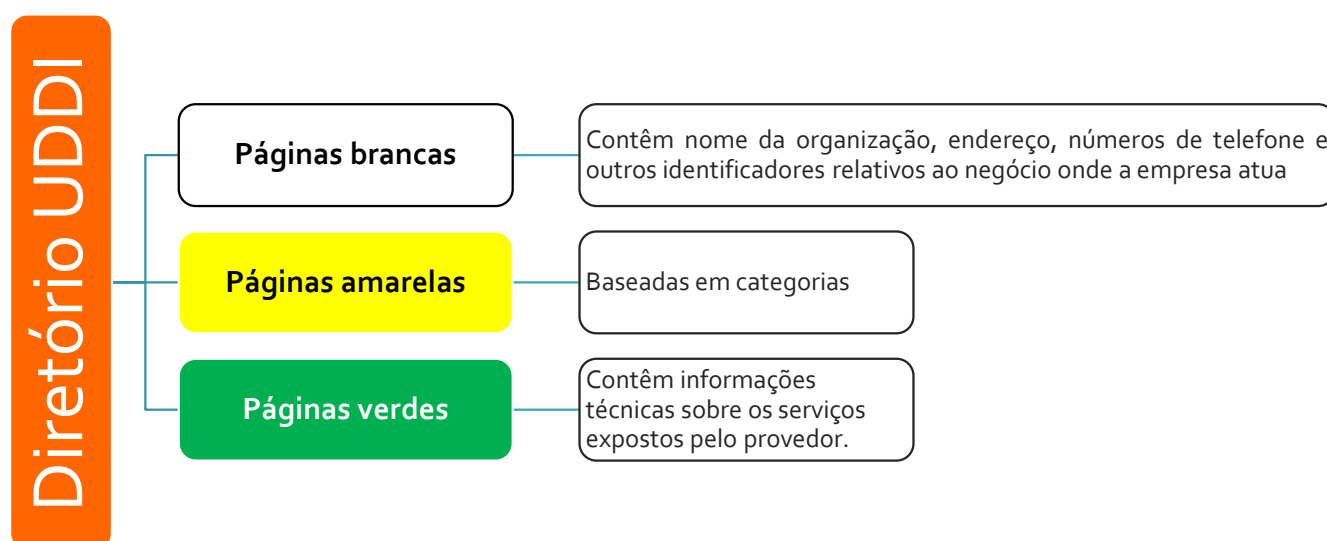 Diretório UDDI
Páginas brancas
Contêm nome da organização, endereço, números de telefone e
outros identificadores relativos ao negócio onde a empresa atua
Páginas amarelas
Baseadas em categorias
Páginas verdes
Contêm informações
técnicas sobre os serviços
expostos pelo provedor.